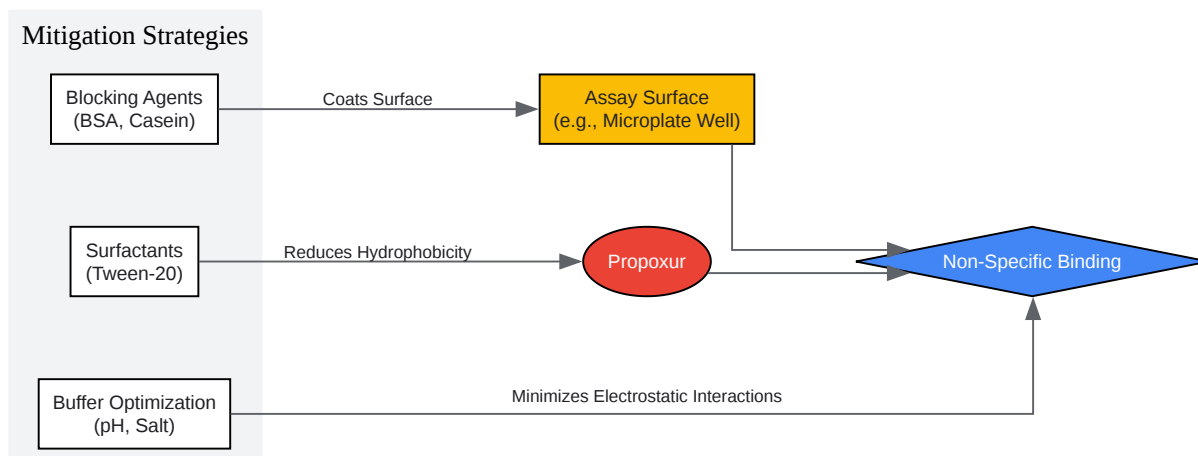 Mitigation Strategies
Blocking Agents
(BSA, Casein)
Coats Surface
Assay Surface
(e.g., Microplate Well)
Surfactants
(Tween-20)
Reduces Hydrophobicity
Propoxur
Non-Specific Binding
Buffer Optimization
(pH, Salt)
Minimizes Electrostatic Interactions